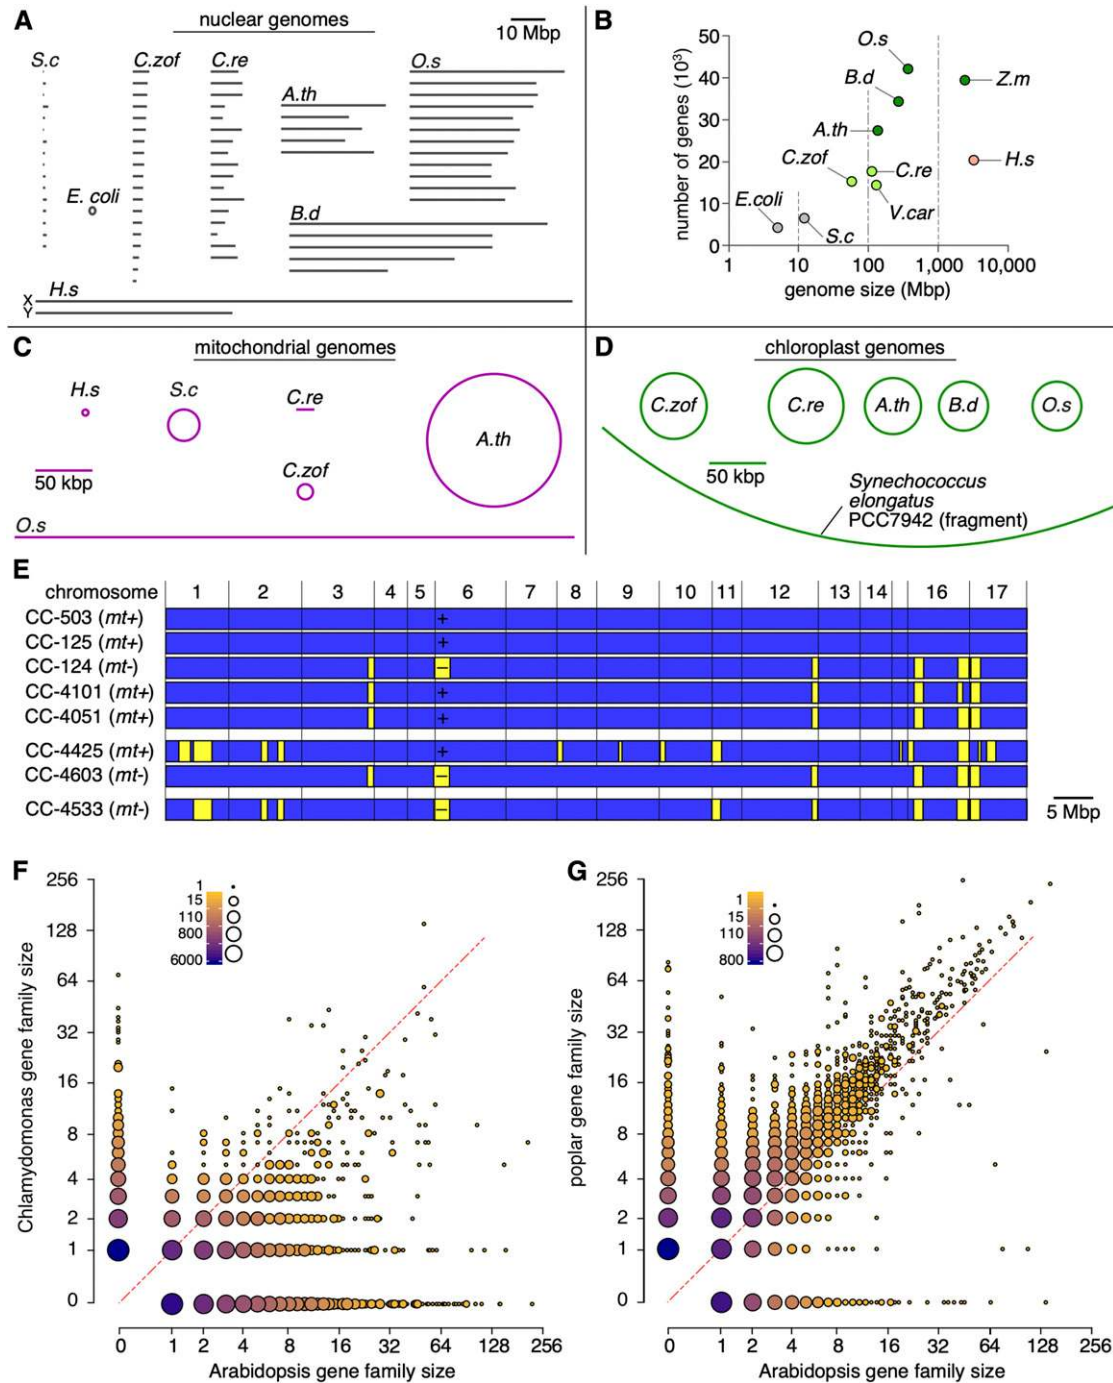 A
nuclear genomes
10 Mbp
S.c
C.zof
C.re
O.s
A.th
E. coli
B.d
H.s
X
Y
B
number of genes (10³)
50
40
30
20
10
0
O.s
B.d
Z.m
A.th
C.zof
C.re
H.s
E.coli
V.car
S.c
1
10
100
1,000
10,000
genome size (Mbp)
C
mitochondrial genomes
H.s
S.c
C.re
A.th
C.zof
50 kbp
O.s
D
chloroplast genomes
C.zof
C.re
A.th
B.d
O.s
50 kbp
Synechococcus
elongatus
PCC7942 (fragment)
E
chromosome 1 2 3 4 5 6 7 8 9 10 11 12 13 14 16 17
CC-503 (mt+) +
CC-125 (mt+) +
CC-124 (mt-) −
CC-4101 (mt+) +
CC-4051 (mt+) +
CC-4425 (mt+) +
CC-4603 (mt-) −
CC-4533 (mt-) −
5 Mbp
F
Chlamydomonas gene family size
256
128
64
32
16
8
4
2
1
0
1
15
110
800
6000
0 1 2 4 8 16 32 64 128 256
Arabidopsis gene family size
G
poplar gene family size
256
128
64
32
16
8
4
2
1
0
1
15
110
800
0 1 2 4 8 16 32 64 128 256
Arabidopsis gene family size